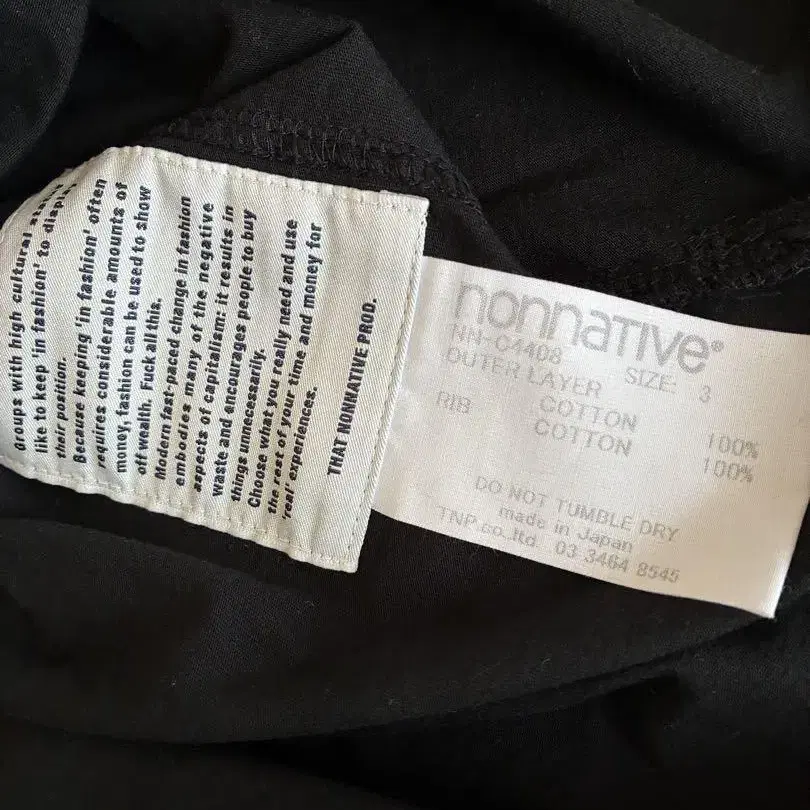 Groups with high cultural status
like to keep 'in fashion' to display
their position.
Because keeping 'in fashion' often
requires considerable amounts of
money, fashion can be used to show
of wealth. Fuck all this.
Modern fast-paced change in fashion
embodies many of the negative
aspects of capitalism: it results in
waste and encourages people to buy
things unnecessarily.
Choose what you really need and use
the rest of your time and money for
'real' experiences.
THAT NONNATIVE PROD.
nonnative®
NN-C4408 SIZE: 3
OUTER LAYER
COTTON 100%
RIB COTTON 100%
DO NOT TUMBLE DRY
made in Japan
TNP co.,ltd. 03 3464 8545